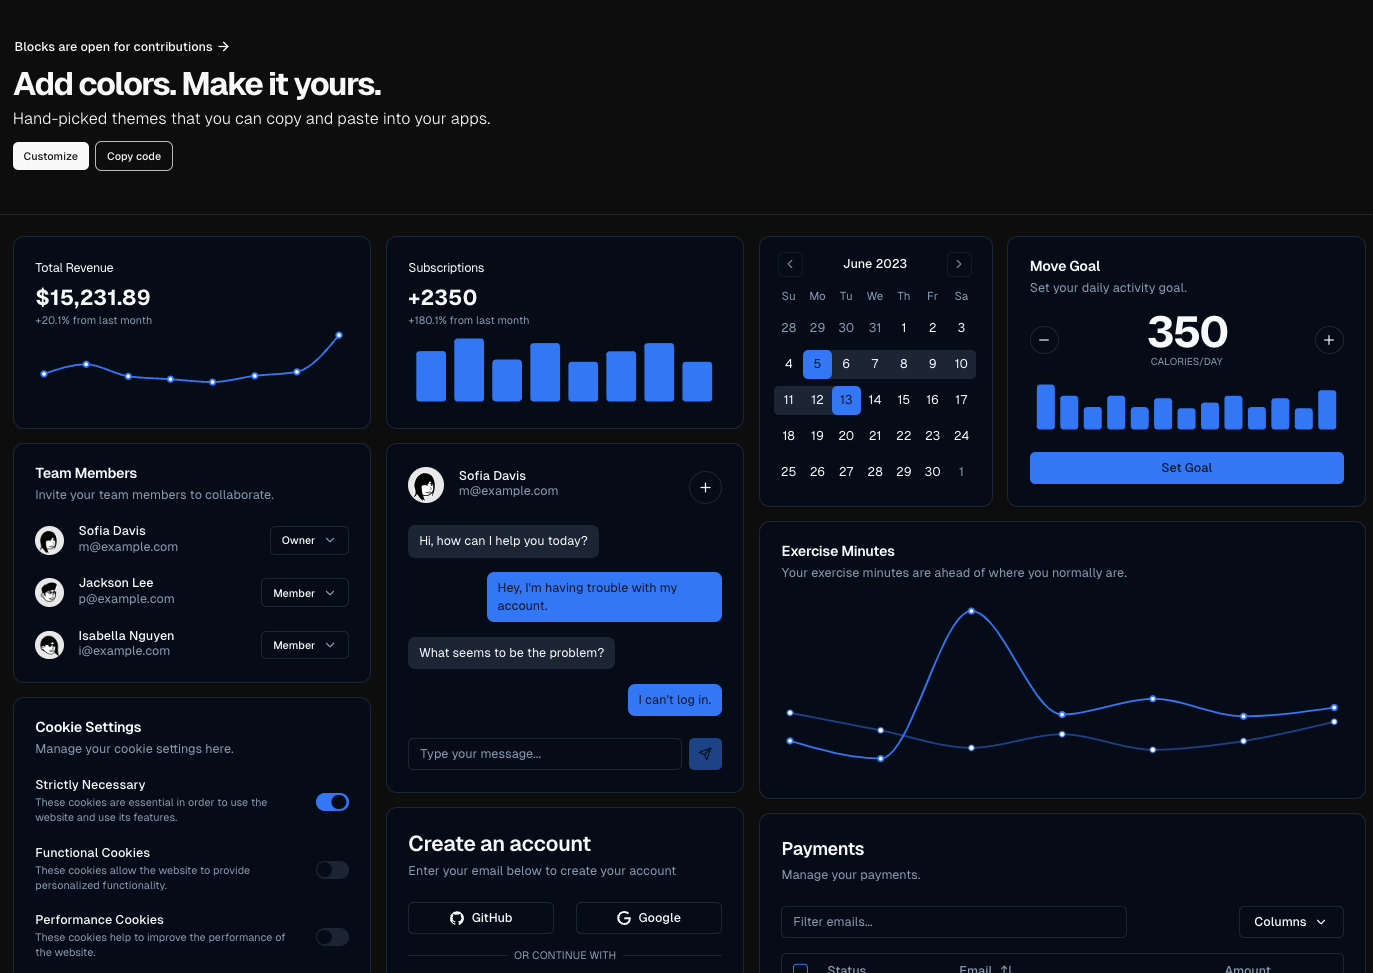 Blocks are open for contributions
Add colors. Make it yours.
Hand-picked themes that you can copy and paste into your apps.
Customize
Copy code
Total Revenue
$15,231.89
+20.1% from last month
Subscriptions
+2350
+180.1% from last month
June 2023
Su Mo Tu We Th Fr Sa
28 29 30 31 1 2 3
4 5 6 7 8 9 10
11 12 13 14 15 16 17
18 19 20 21 22 23 24
25 26 27 28 29 30 1
Move Goal
Set your daily activity goal.
350
CALORIES/DAY
Set Goal
Team Members
Invite your team members to collaborate.
Sofia Davis
m@example.com
Owner
Jackson Lee
p@example.com
Member
Isabella Nguyen
i@example.com
Member
Sofia Davis
m@example.com
Hi, how can I help you today?
Hey, I'm having trouble with my
account.
What seems to be the problem?
I can't log in.
Type your message...
Exercise Minutes
Your exercise minutes are ahead of where you normally are.
Cookie Settings
Manage your cookie settings here.
Strictly Necessary
These cookies are essential in order to use the
website and use its features.
Functional Cookies
These cookies allow the website to provide
personalized functionality.
Performance Cookies
These cookies help to improve the performance of
the website.
Create an account
Enter your email below to create your account
GitHub
Google
OR CONTINUE WITH
Payments
Manage your payments.
Filter emails...
Columns
Status
Email
Amount